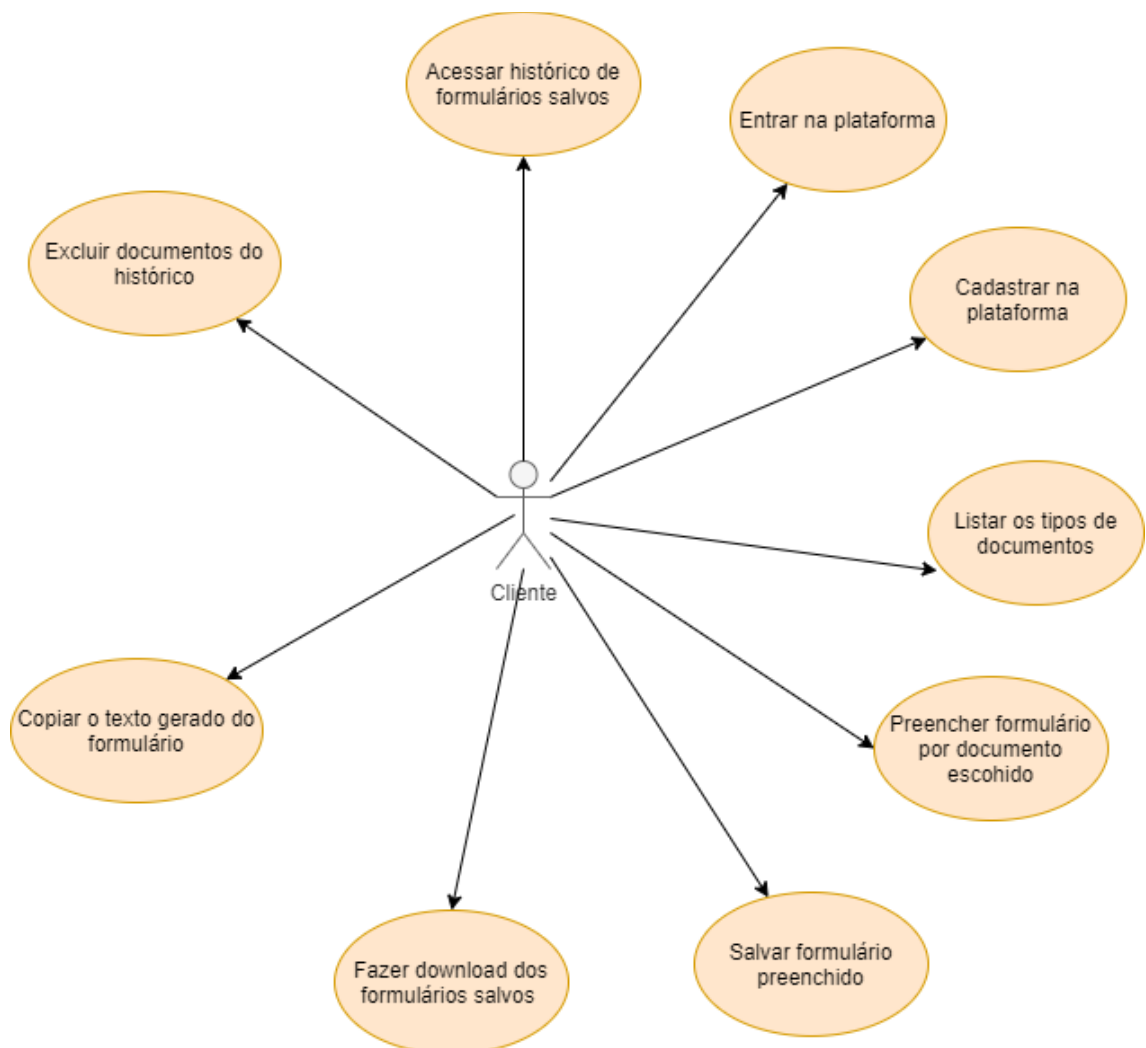 Acessar histórico de
formulários salvos
Entrar na plataforma
Excluir documentos do
histórico
Cadastrar na
plataforma
Listar os tipos de
documentos
Cliente
Copiar o texto gerado do
formulário
Preencher formulário
por documento
escohido
Salvar formulário
preenchido
Fazer download dos
formulários salvos